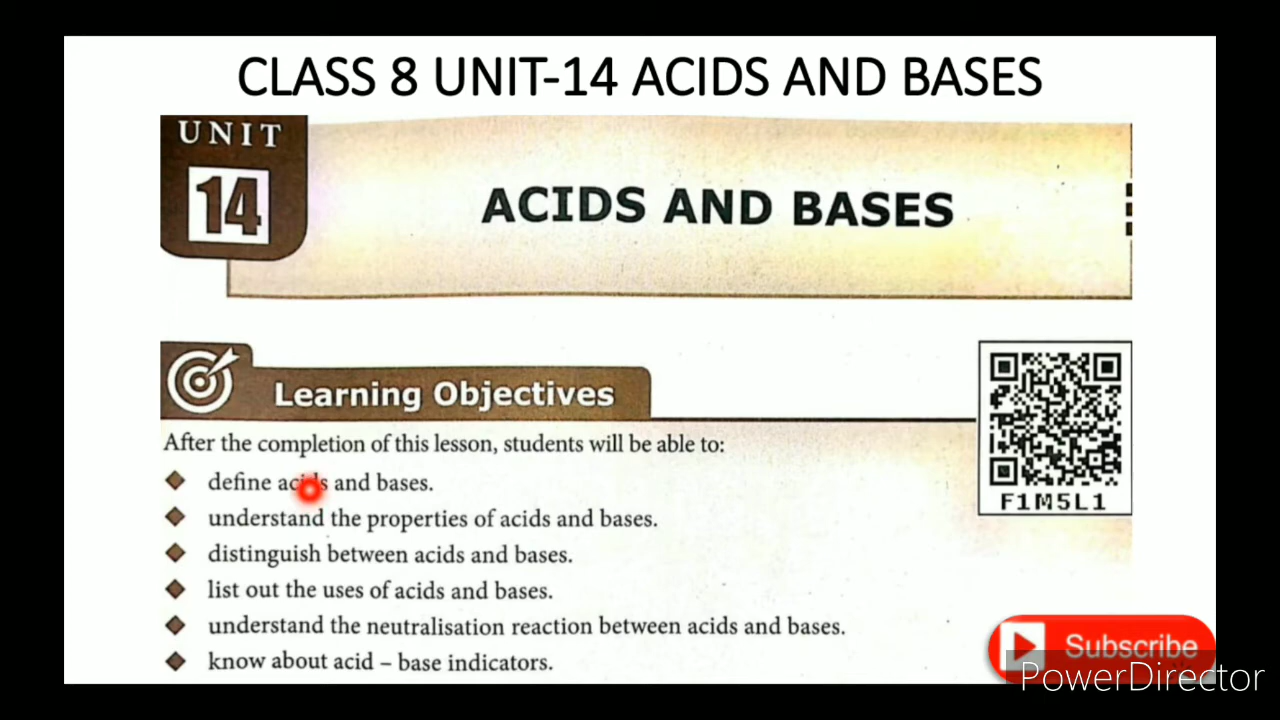 CLASS 8 UNIT-14 ACIDS AND BASES
UNIT
14
ACIDS AND BASES
Learning Objectives
After the completion of this lesson, students will be able to:
define acids and bases.
understand the properties of acids and bases.
distinguish between acids and bases.
list out the uses of acids and bases.
understand the neutralisation reaction between acids and bases.
know about acid – base indicators.
F1M5L1
Subscribe
PowerDirector